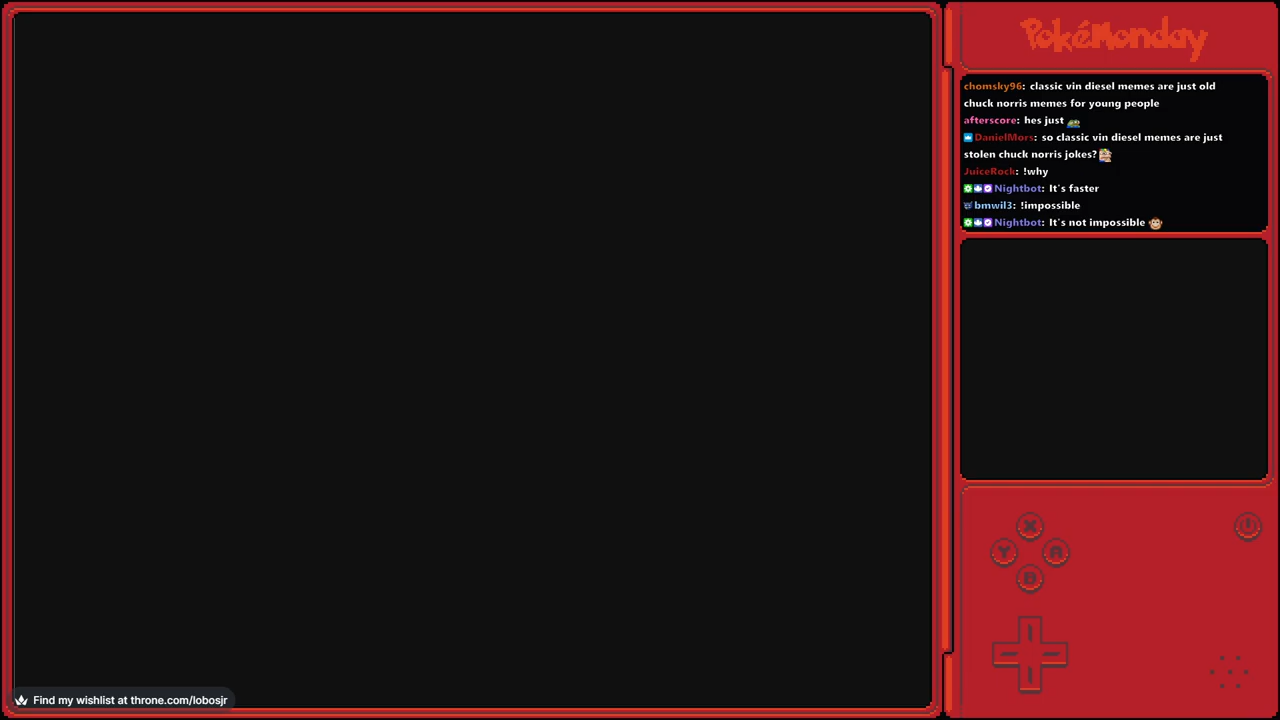 PokéMonday
chomsky96: classic vin diesel memes are just old
chuck norris memes for young people
afterscore: hes just
DanielMors: so classic vin diesel memes are just
stolen chuck norris jokes?
JuiceRock: !why
Nightbot: It's faster
bmwil3: !impossible
Nightbot: It's not impossible
X
Y A
B
Find my wishlist at throne.com/lobosjr